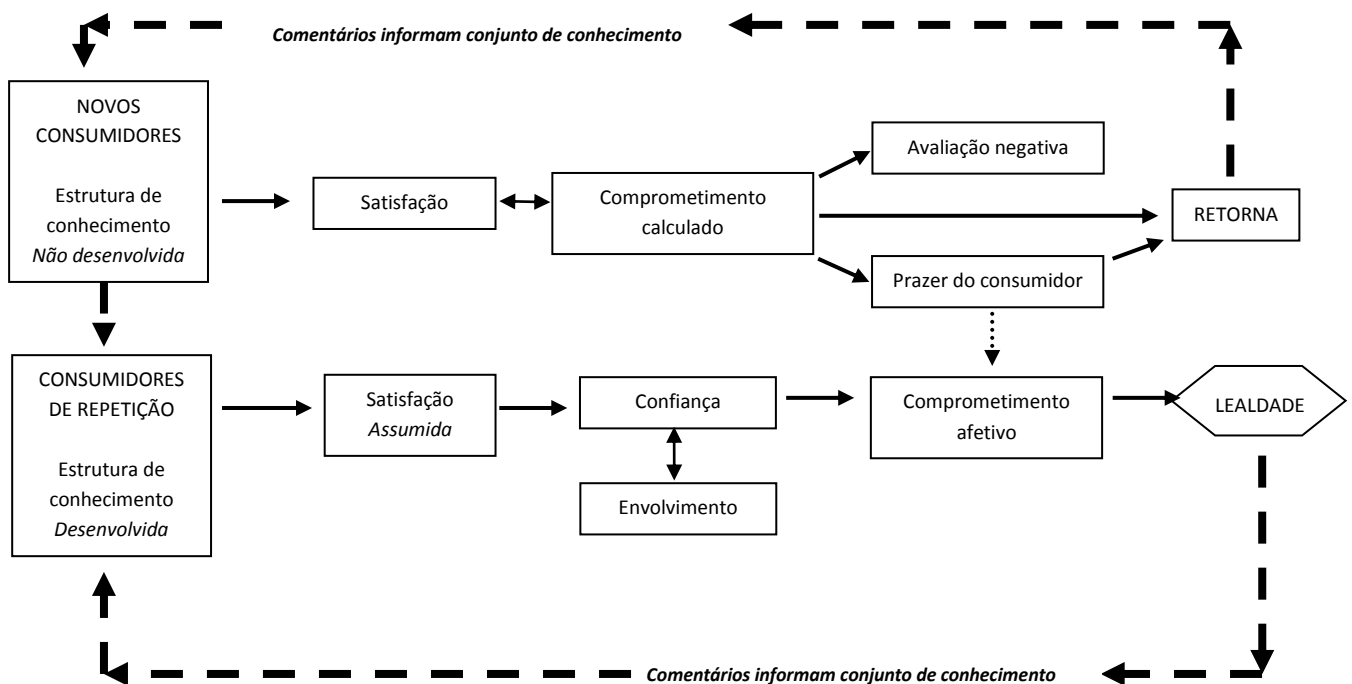 Comentários informam conjunto de conhecimento
NOVOS
CONSUMIDORES
Estrutura de
conhecimento
Não desenvolvida
Satisfação
Comprometimento
calculado
Avaliação negativa
RETORNA
Prazer do consumidor
CONSUMIDORES
DE REPETIÇÃO
Estrutura de
conhecimento
Desenvolvida
Satisfação
Assumida
Confiança
Envolvimento
Comprometimento
afetivo
LEALDADE
Comentários informam conjunto de conhecimento